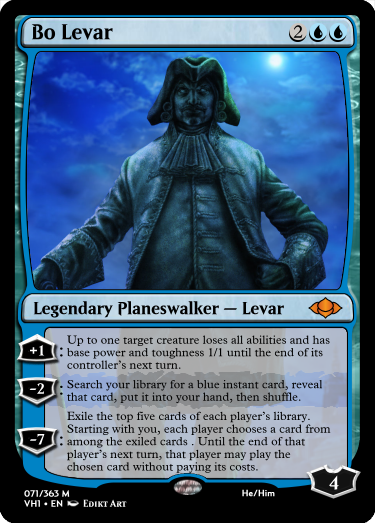 Bo Levar 2
Legendary Planeswalker — Levar
+1: Up to one target creature loses all abilities and has
base power and toughness 1/1 until the end of its
controller's next turn.
-2: Search your library for a blue instant card, reveal
that card, put it into your hand, then shuffle.
Exile the top five cards of each player's library.
Starting with you, each player chooses a card from
-7: among the exiled cards . Until the end of that
player's next turn, that player may play the
chosen card without paying its costs.
4
071/363 M He/Him
VH1 • EN Edikt Art